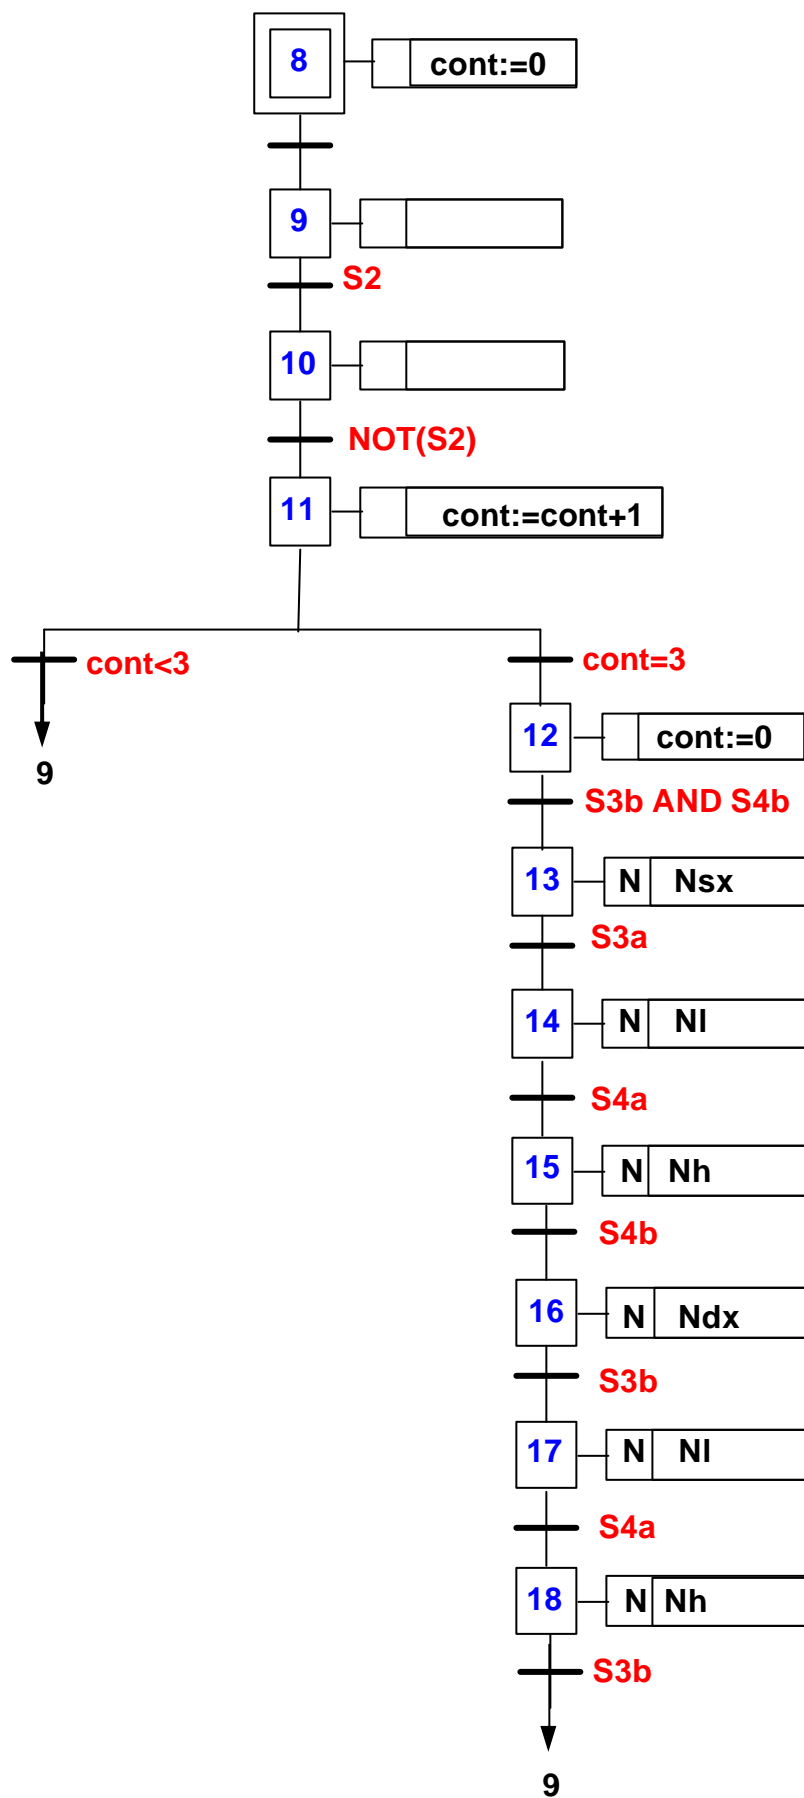 8 cont:=0
9
S2
10
NOT(S2)
11 cont:=cont+1
cont<3 cont=3
12 cont:=0
9
S3b AND S4b
13 N Nsx
S3a
14 N Nl
S4a
15 N Nh
S4b
16 N Ndx
S3b
17 N Nl
S4a
18 N Nh
S3b
9